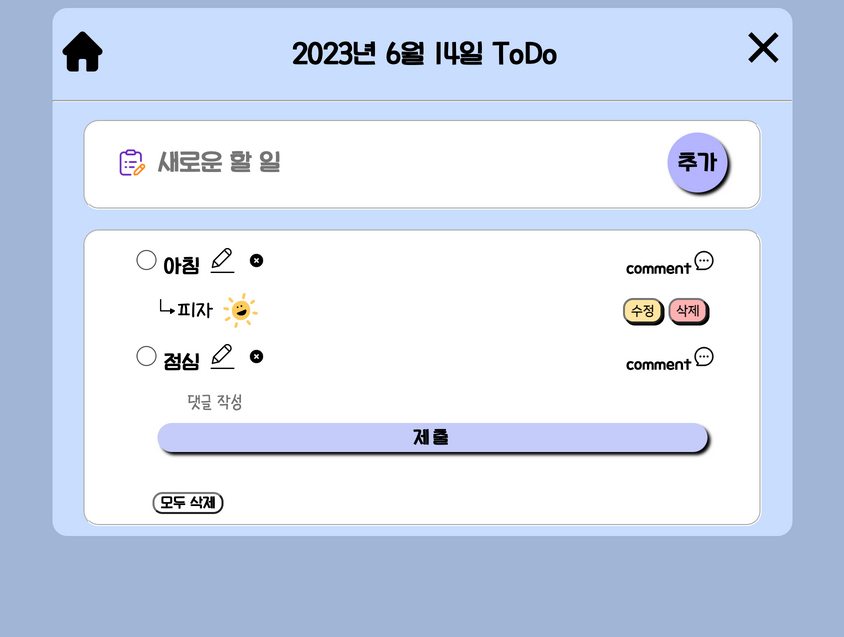 2023년 6월 14일 ToDo
새로운 할 일
추가
아침
comment
피자
수정 삭제
점심
comment
댓글 작성
제출
모두 삭제